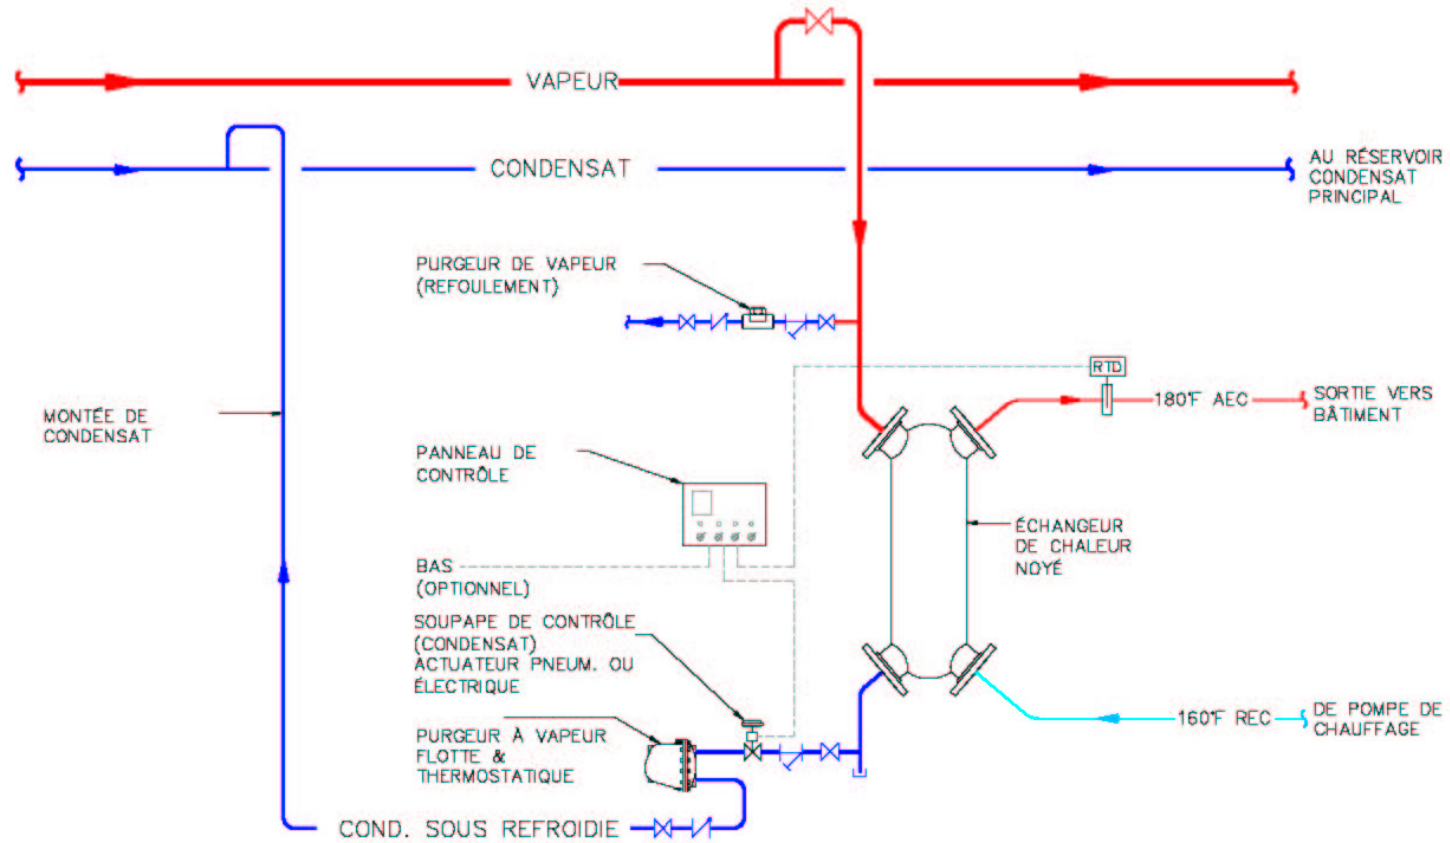 VAPEUR
CONDENSAT
AU RÉSERVOIR
CONDENSAT
PRINCIPAL
PURGEUR DE VAPEUR
(REFOULEMENT)
RTD
180°F AEC
SORTIE VERS
BÂTIMENT
MONTÉE DE
CONDENSAT
PANNEAU DE
CONTRÔLE
ÉCHANGEUR
DE CHALEUR
NOYÉ
BAS
(OPTIONNEL)
SOUPAPE DE CONTRÔLE
(CONDENSAT)
ACTUATEUR PNEUM. OU
ÉLECTRIQUE
160°F REC
DE POMPE DE
CHAUFFAGE
PURGEUR À VAPEUR
FLOTTE &
THERMOSTATIQUE
COND. SOUS REFROIDIE